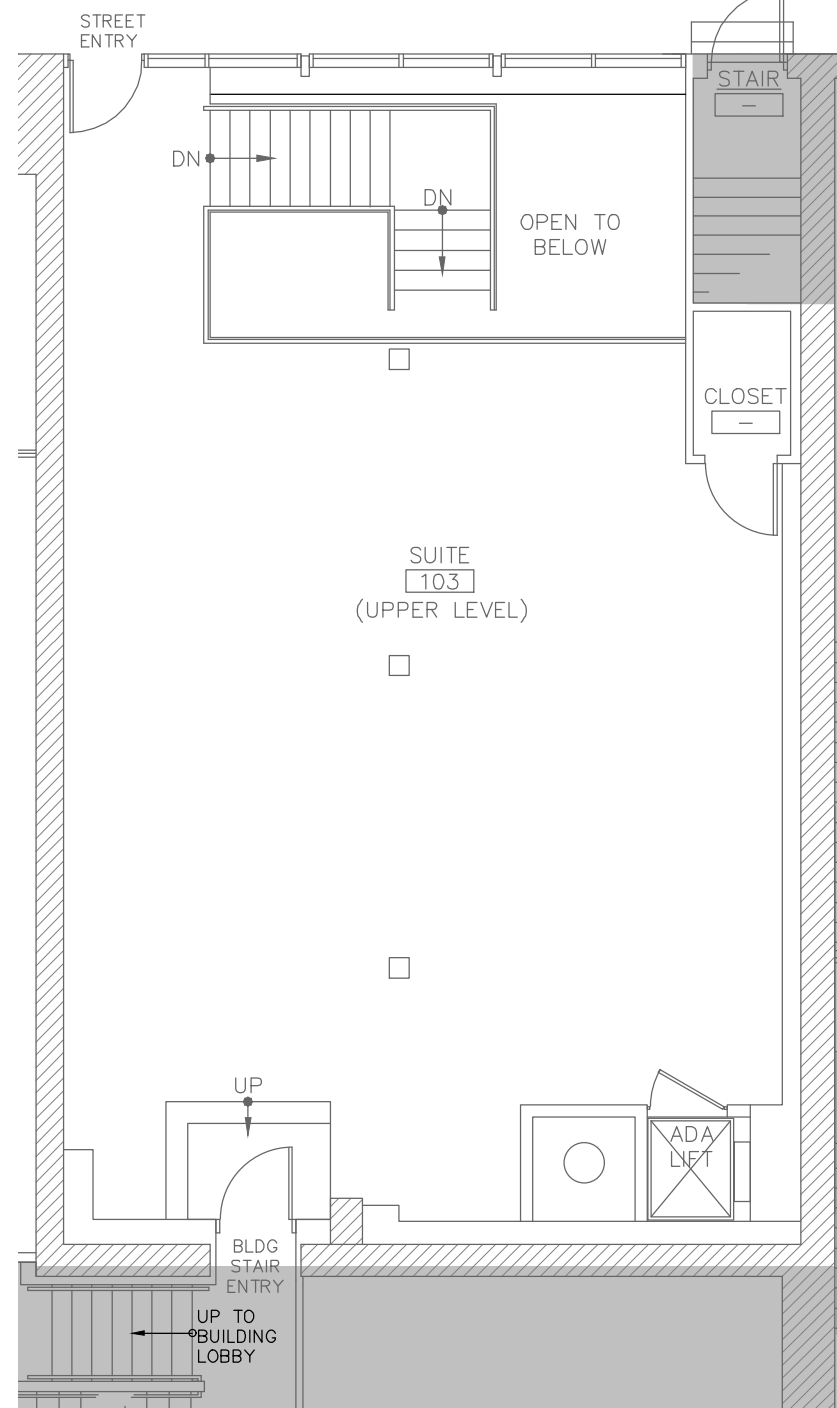 STREET
ENTRY
STAIR
–
DN
DN
OPEN TO
BELOW
CLOSET
–
SUITE
103
(UPPER LEVEL)
UP
ADA
LIFT
BLDG
STAIR
ENTRY
UP TO
BUILDING
LOBBY